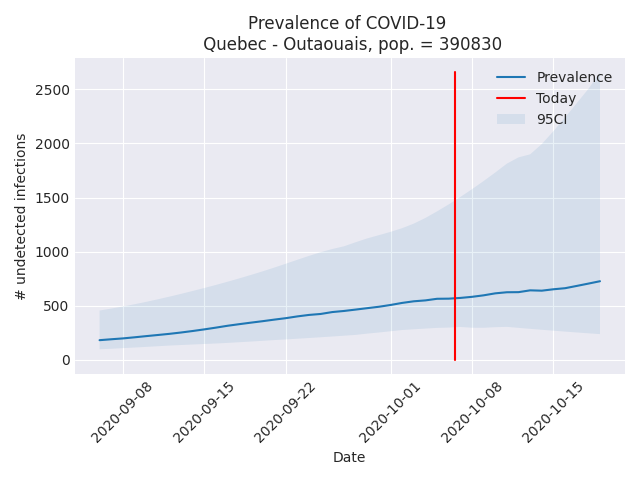 Prevalence of COVID-19
Quebec - Outaouais, pop. = 390830
Prevalence
Today
95CI
# undetected infections
2500
2000
1500
1000
500
0
2020-09-08
2020-09-15
2020-09-22
2020-10-01
2020-10-08
2020-10-15
Date